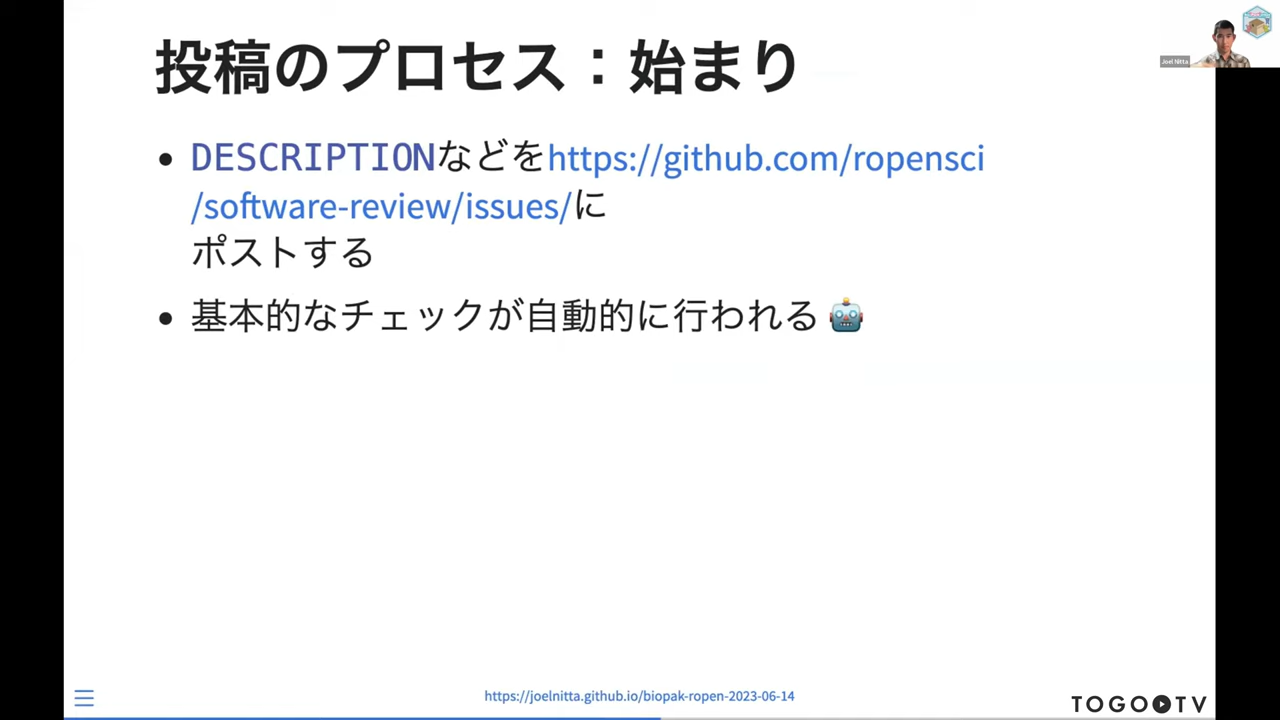 投稿のプロセス：始まり
Joel Nitta
• DESCRIPTIONなどをhttps://github.com/ropensci
/software-review/issues/に
ポストする
• 基本的なチェックが自動的に行われる 🤖
https://joelnitta.github.io/biopak-ropen-2023-06-14
TOGO TV